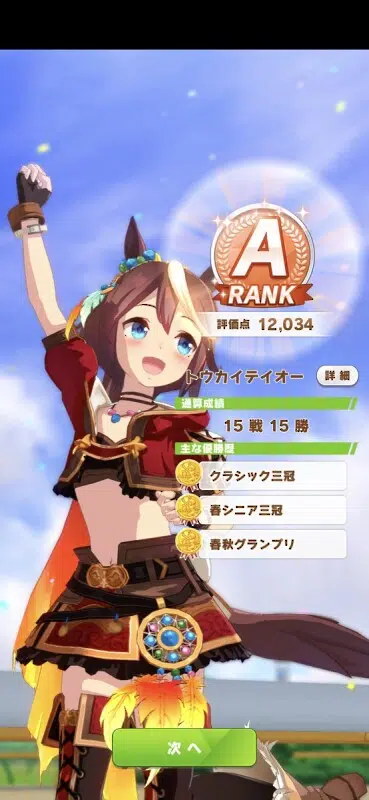 A
RANK
評価点 12,034
トウカイテイオー 詳細
通算成績
15 戦 15 勝
主な優勝歴
クラシック三冠
春シニア三冠
春秋グランプリ
次へ